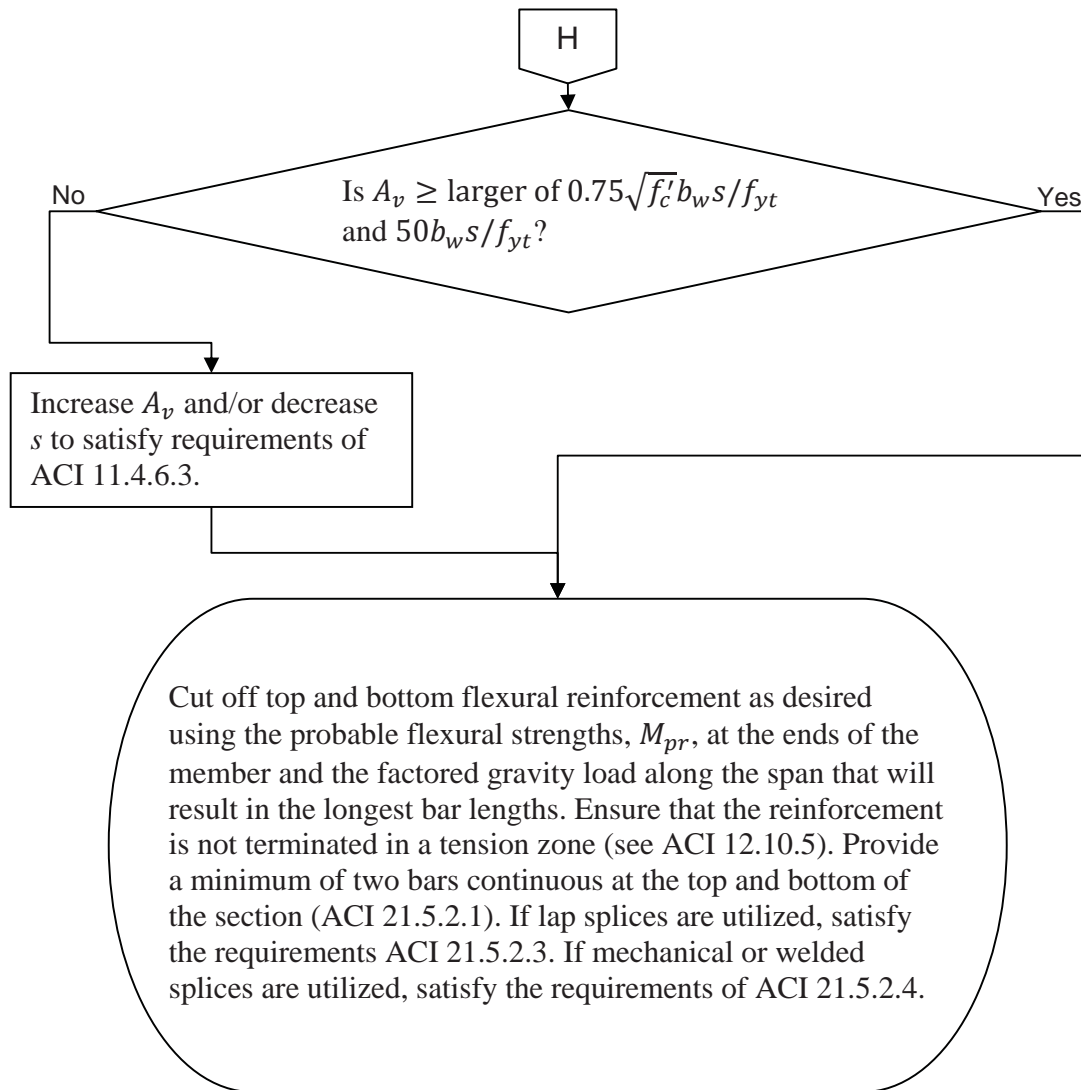 H
No
Is A_v ≥ larger of 0.75√f'_c b_w s/f_yt
and 50b_w s/f_yt?
Yes
Increase A_v and/or decrease
s to satisfy requirements of
ACI 11.4.6.3.
Cut off top and bottom flexural reinforcement as desired
using the probable flexural strengths, M_pr, at the ends of the
member and the factored gravity load along the span that will
result in the longest bar lengths. Ensure that the reinforcement
is not terminated in a tension zone (see ACI 12.10.5). Provide
a minimum of two bars continuous at the top and bottom of
the section (ACI 21.5.2.1). If lap splices are utilized, satisfy
the requirements ACI 21.5.2.3. If mechanical or welded
splices are utilized, satisfy the requirements of ACI 21.5.2.4.